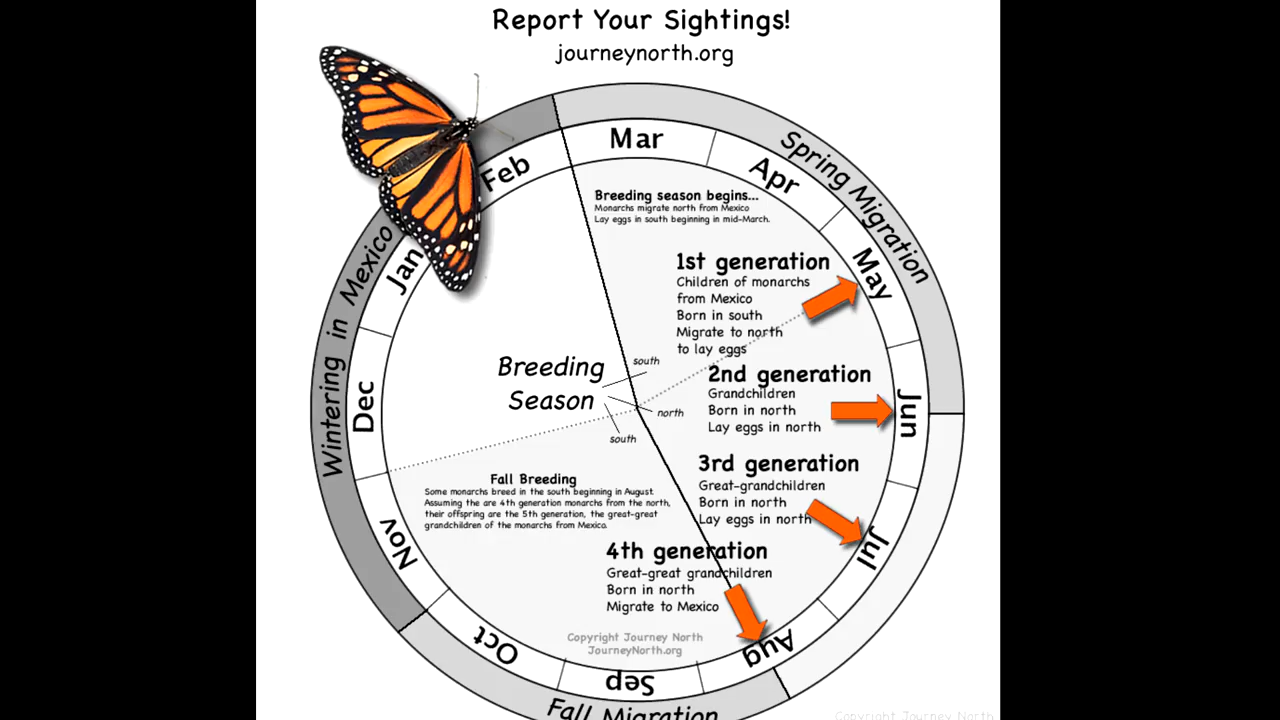 Report Your Sightings!
journeynorth.org
Mar
Apr
May
Jun
Jul
Aug
Sep
Oct
Nov
Dec
Jan
Feb
Spring Migration
Fall Migration
Wintering in Mexico
Breeding season begins...
Monarchs migrate north from Mexico
Lay eggs in south beginning in mid-March.
1st generation
Children of monarchs
from Mexico
Born in south
Migrate to north
to lay eggs
Breeding
Season
south
north
south
2nd generation
Grandchildren
Born in north
Lay eggs in north
3rd generation
Great-grandchildren
Born in north
Lay eggs in north
Fall Breeding
Some monarchs breed in the south beginning in August.
Assuming the are 4th generation monarchs from the north,
their offspring are the 5th generation, the great-great
grandchildren of the monarchs from Mexico.
4th generation
Great-great grandchildren
Born in north
Migrate to Mexico
Copyright Journey North
JourneyNorth.org
Copyright Journey North